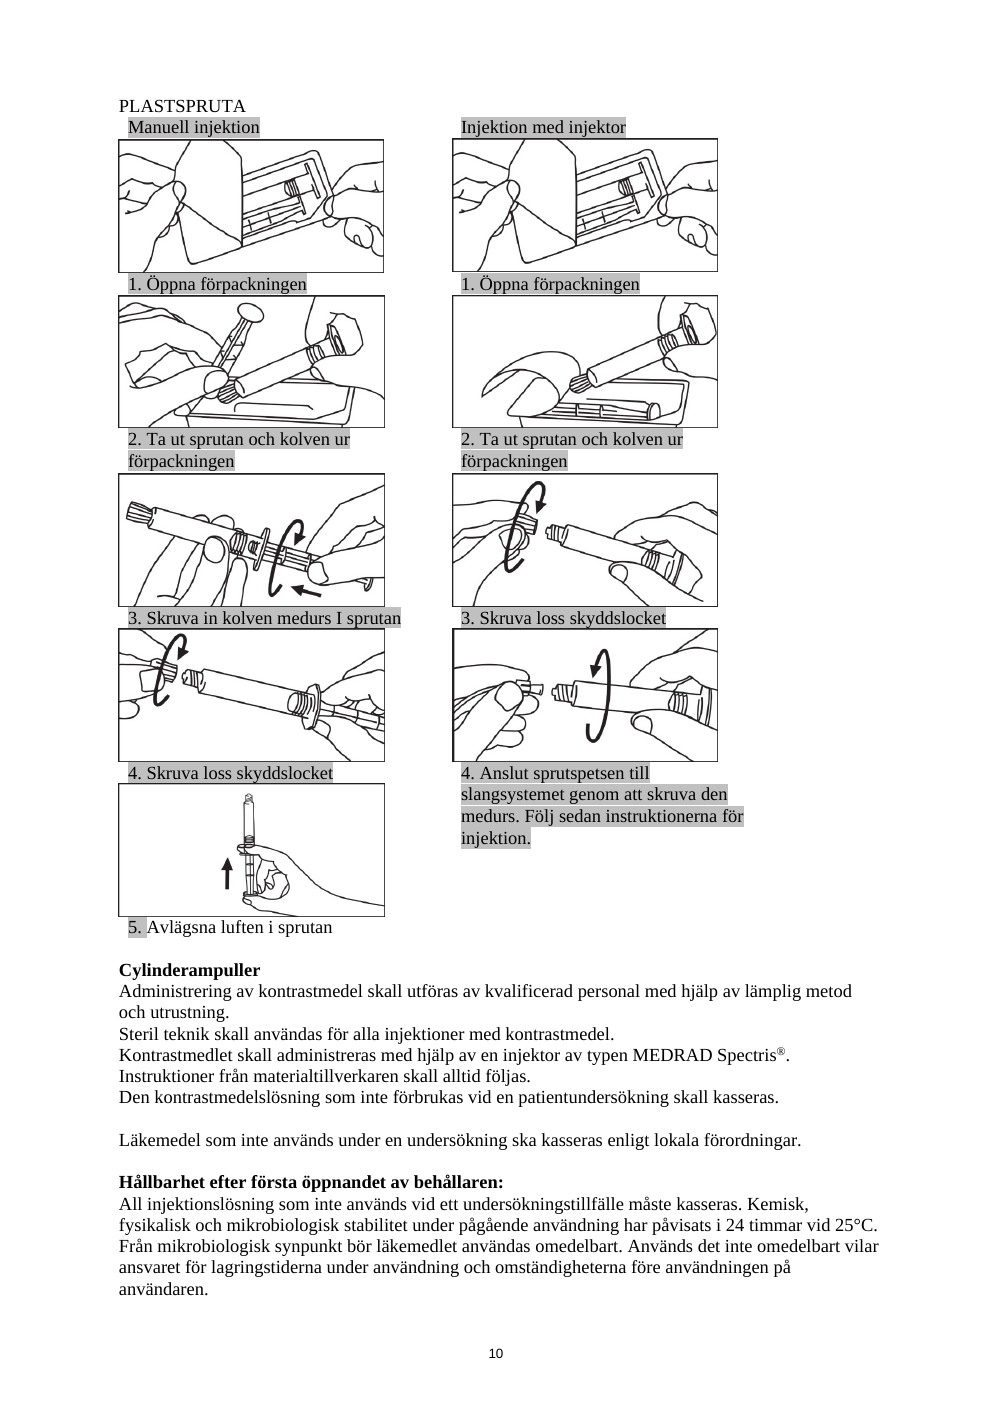 PLASTSPRUTA
Manuell injektion
1. Öppna förpackningen
2. Ta ut sprutan och kolven ur
förpackningen
3. Skruva in kolven medurs I sprutan
4. Skruva loss skyddslocket
5. Avlägsna luften i sprutan
Injektion med injektor
1. Öppna förpackningen
2. Ta ut sprutan och kolven ur
förpackningen
3. Skruva loss skyddslocket
4. Anslut sprutspetsen till
slangsystemet genom att skruva den
medurs. Följ sedan instruktionerna för
injektion.
Cylinderampuller
Administrering av kontrastmedel skall utföras av kvalificerad personal med hjälp av lämplig metod
och utrustning.
Steril teknik skall användas för alla injektioner med kontrastmedel.
Kontrastmedlet skall administreras med hjälp av en injektor av typen MEDRAD Spectris®.
Instruktioner från materialtillverkaren skall alltid följas.
Den kontrastmedelslösning som inte förbrukas vid en patientundersökning skall kasseras.
Läkemedel som inte används under en undersökning ska kasseras enligt lokala förordningar.
Hållbarhet efter första öppnandet av behållaren:
All injektionslösning som inte används vid ett undersökningstillfälle måste kasseras. Kemisk,
fysikalisk och mikrobiologisk stabilitet under pågående användning har påvisats i 24 timmar vid 25°C.
Från mikrobiologisk synpunkt bör läkemedlet användas omedelbart. Används det inte omedelbart vilar
ansvaret för lagringstiderna under användning och omständigheterna före användningen på
användaren.
10